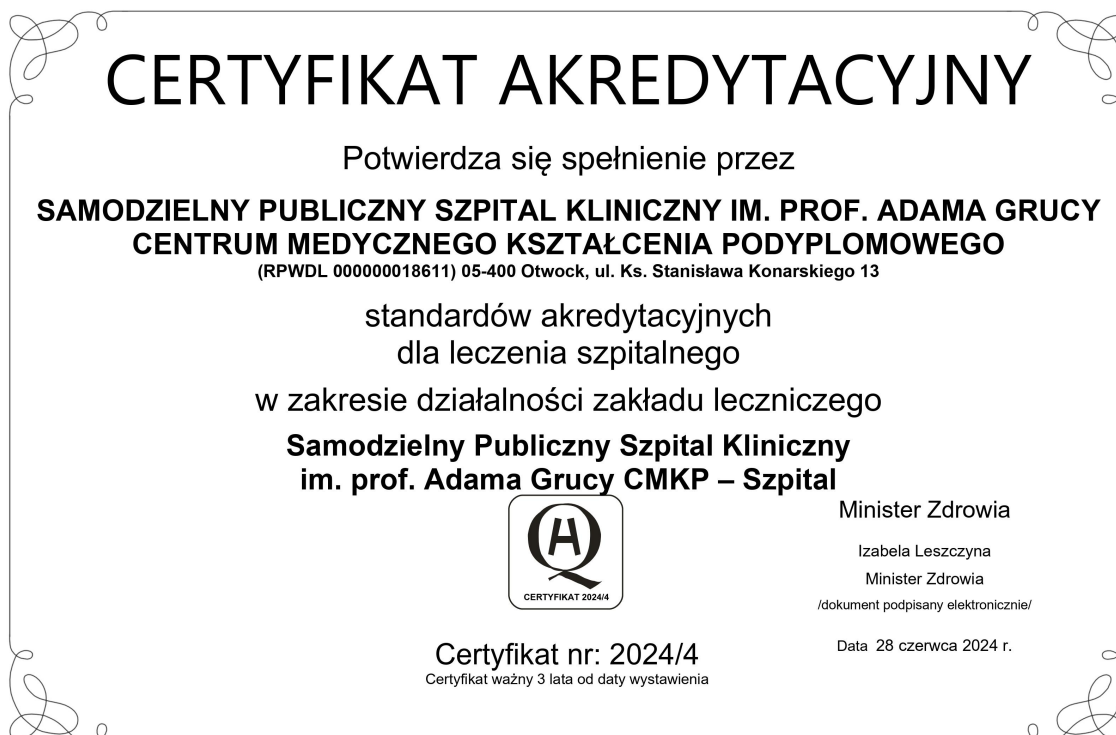 CERTYFIKAT AKREDYTACYJNY
Potwierdza się spełnienie przez
SAMODZIELNY PUBLICZNY SZPITAL KLINICZNY IM. PROF. ADAMA GRUCY
CENTRUM MEDYCZNEGO KSZTAŁCENIA PODYPLOMOWEGO
(RPWDL 000000018611) 05-400 Otwock, ul. Ks. Stanisława Konarskiego 13
standardów akredytacyjnych
dla leczenia szpitalnego
w zakresie działalności zakładu leczniczego
Samodzielny Publiczny Szpital Kliniczny
im. prof. Adama Grucy CMKP – Szpital
CERTYFIKAT 2024/4
Minister Zdrowia
Izabela Leszczyna
Minister Zdrowia
/dokument podpisany elektronicznie/
Data 28 czerwca 2024 r.
Certyfikat nr: 2024/4
Certyfikat ważny 3 lata od daty wystawienia